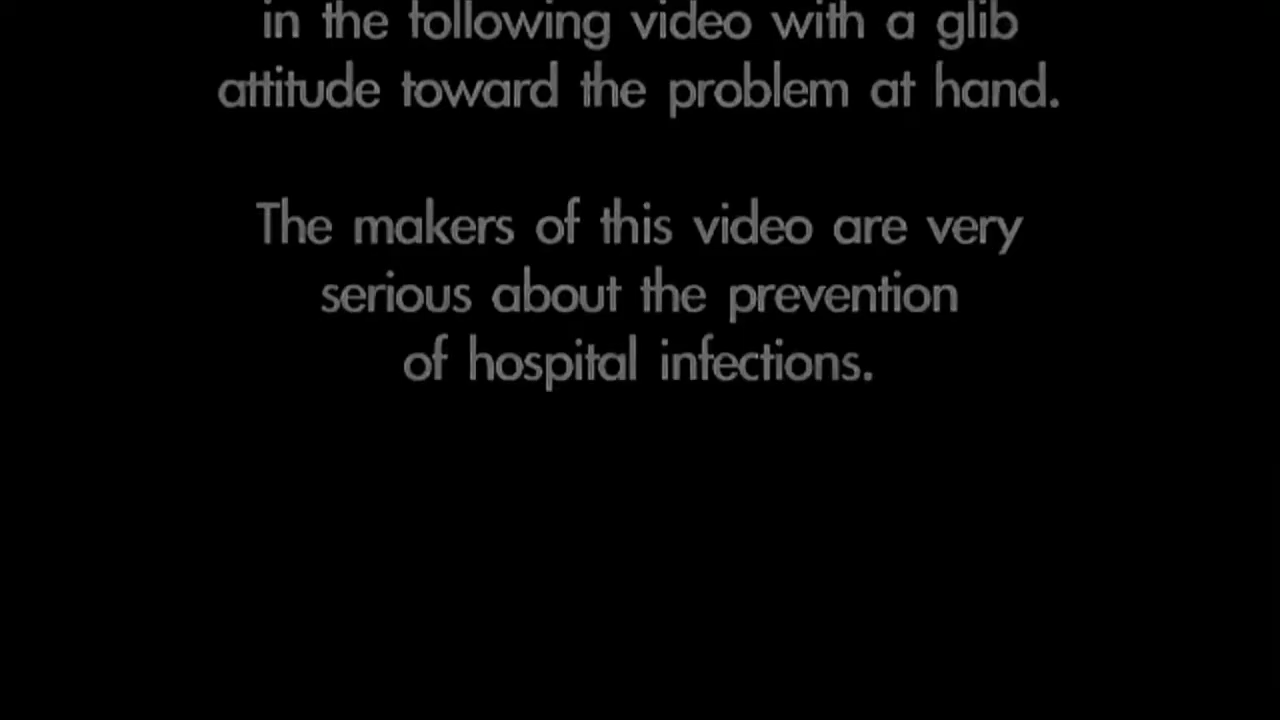 in the following video with a glib
attitude toward the problem at hand.
The makers of this video are very
serious about the prevention
of hospital infections.